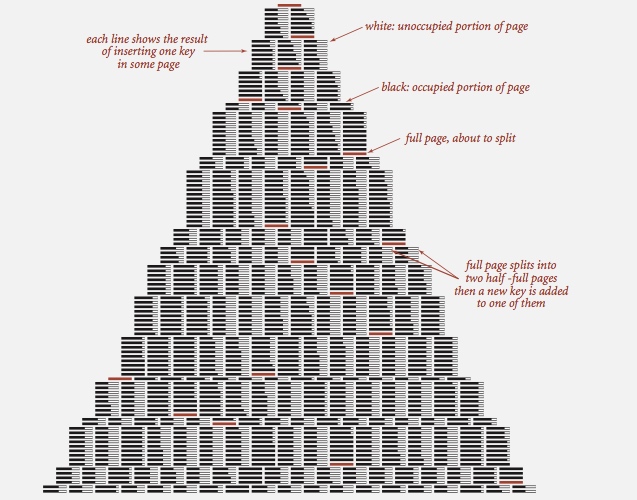 white: unoccupied portion of page
each line shows the result
of inserting one key
in some page
black: occupied portion of page
full page, about to split
full page splits into
two half -full pages
then a new key is added
to one of them